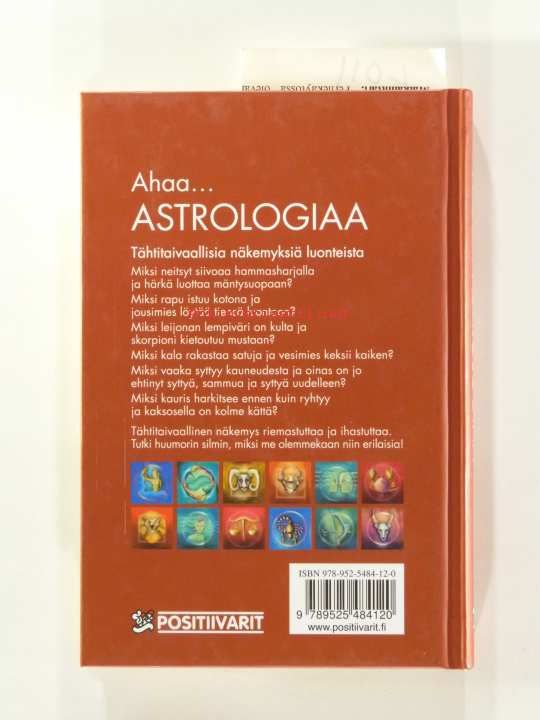 Ahaa...
ASTROLOGIAA
Tähtitaivaallisia näkemyksiä luonteista
Miksi neitsyt siivoaa hammasharjalla
ja härkä luottaa mäntysuopaan?
Miksi rapu istuu kotona ja
jousimies löytää tiensä luontoon?
Miksi leijonan lempiväri on kulta ja
skorpioni kietoutuu mustaan?
Miksi kala rakastaa satuja ja vesimies keksii kaiken?
Miksi vaaka syttyy kauneudesta ja oinas on jo
ehtinyt syttyä, sammua ja syttyä uudelleen?
Miksi kauris harkitsee ennen kuin ryhtyy
ja kaksosella on kolme kättä?
Tähtitaivaallinen näkemys riemastuttaa ja ihastuttaa.
Tutki huumorin silmin, miksi me olemmekaan niin erilaisia!
ISBN 978-952-5484-12-0
9 789525 484120
www.positiivarit.fi
POSITIIVARIT